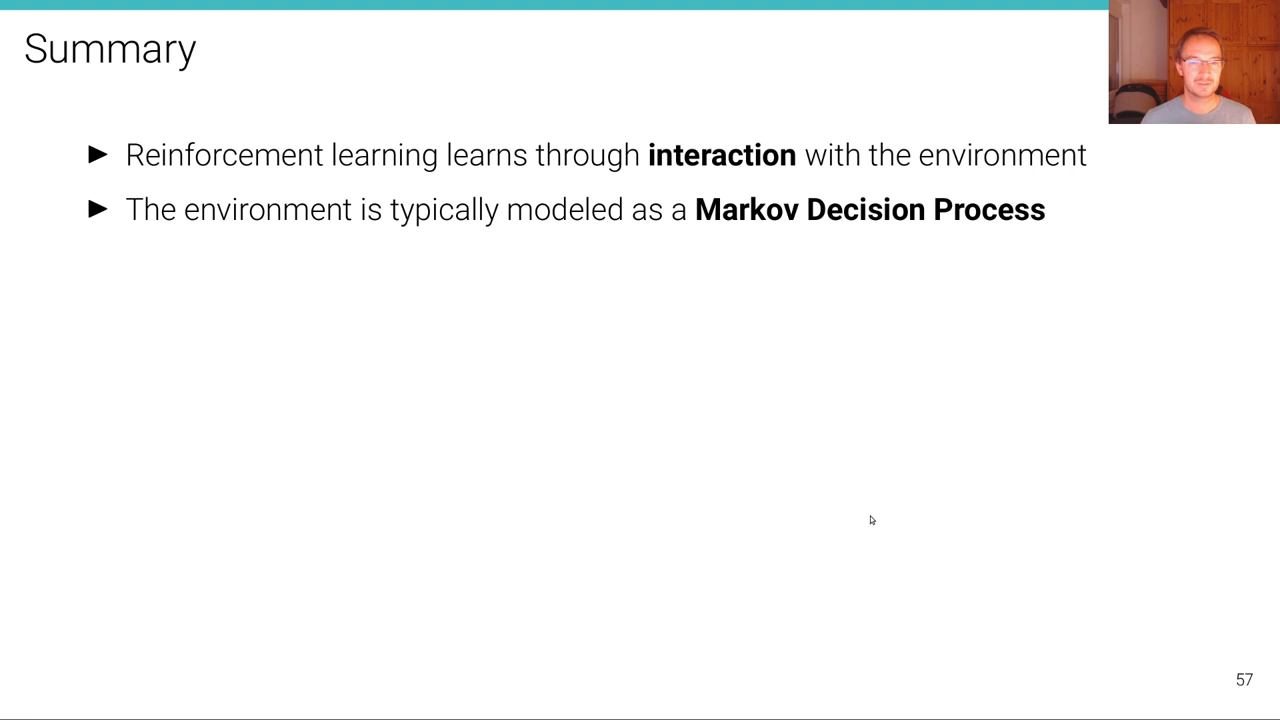 Summary
► Reinforcement learning learns through interaction with the environment
► The environment is typically modeled as a Markov Decision Process
57